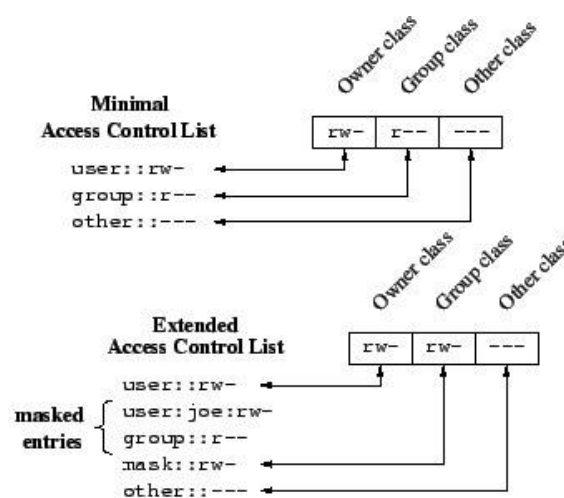 Owner class
Group class
Other class
Minimal
Access Control List
rw- r-- ---
user::rw-
group::r--
other::---
Owner class
Group class
Other class
Extended
Access Control List
rw- rw- ---
user::rw-
masked
entries
user:joe:rw-
group::r--
mask::rw-
other::---